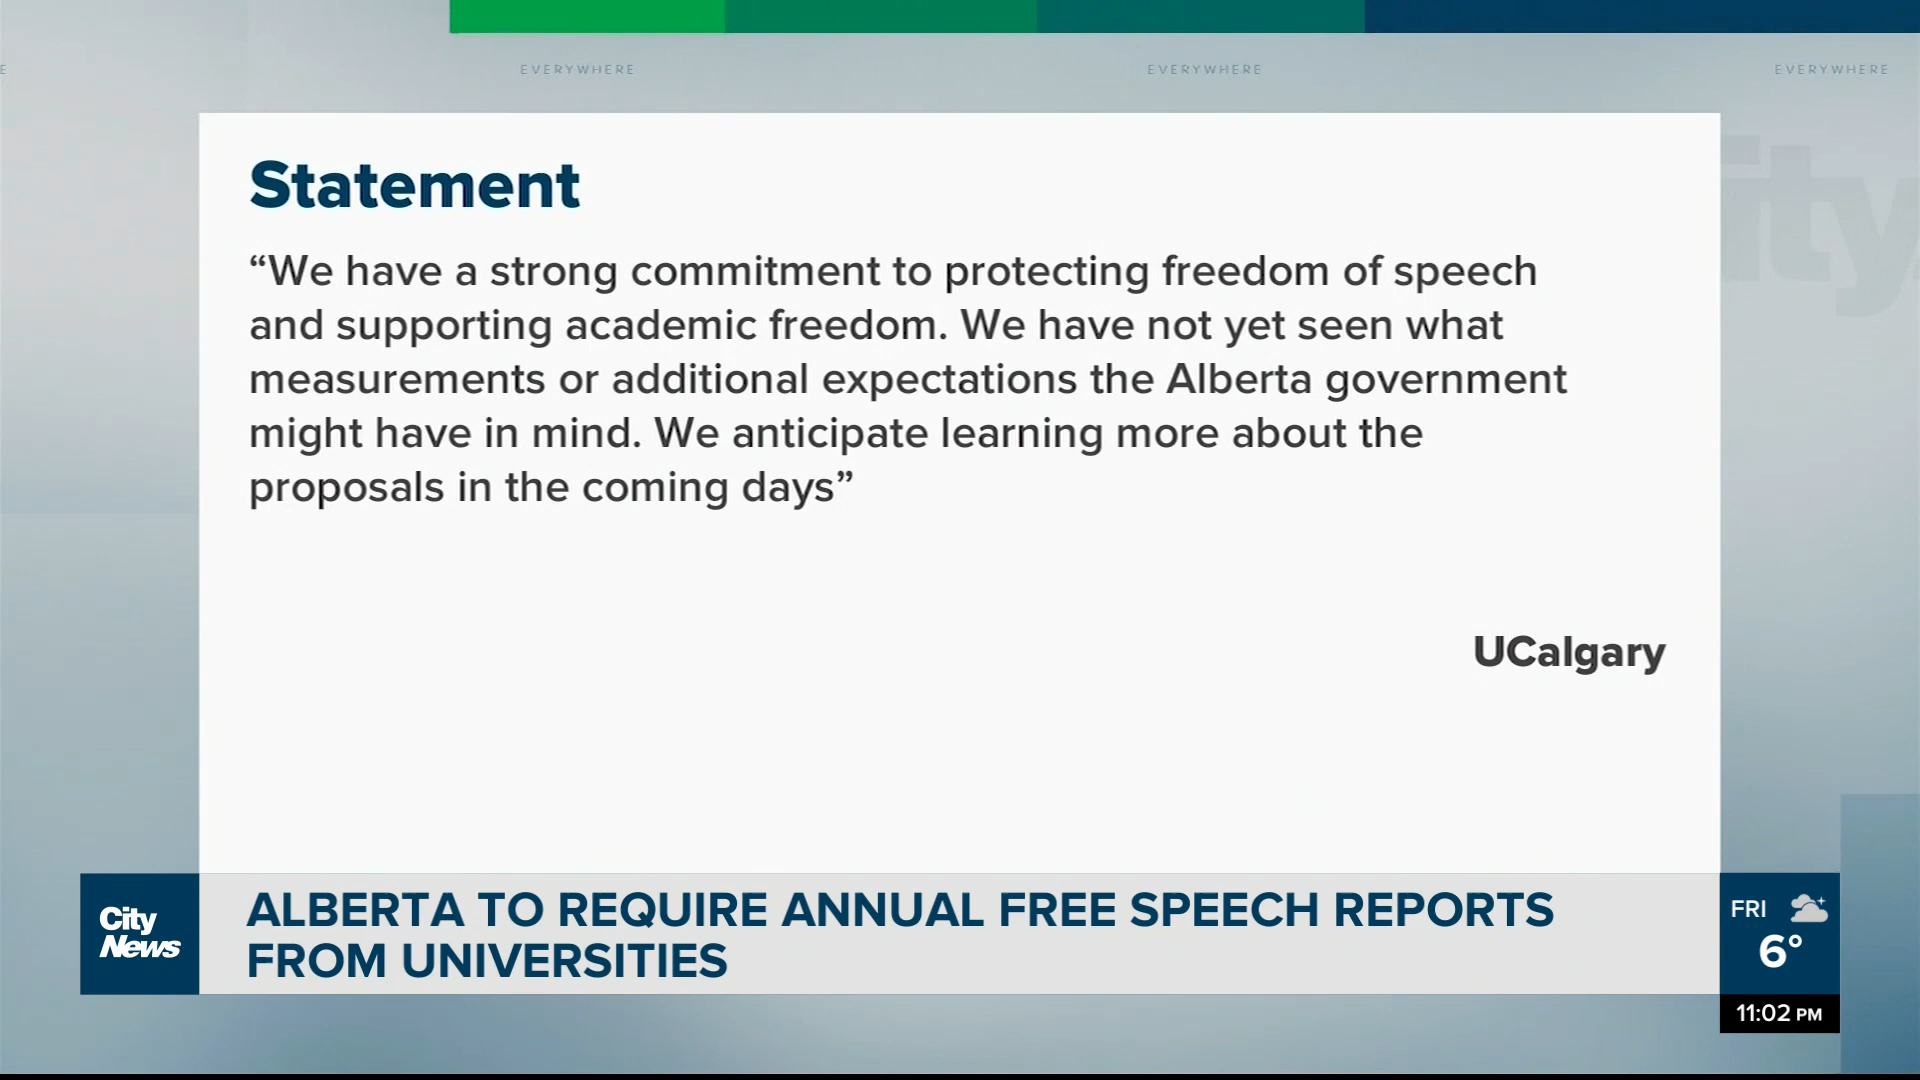 EVERYWHERE EVERYWHERE EVERYWHERE
Statement
“We have a strong commitment to protecting freedom of speech
and supporting academic freedom. We have not yet seen what
measurements or additional expectations the Alberta government
might have in mind. We anticipate learning more about the
proposals in the coming days”
UCalgary
City
News
ALBERTA TO REQUIRE ANNUAL FREE SPEECH REPORTS
FROM UNIVERSITIES
FRI
6°
11:02 PM